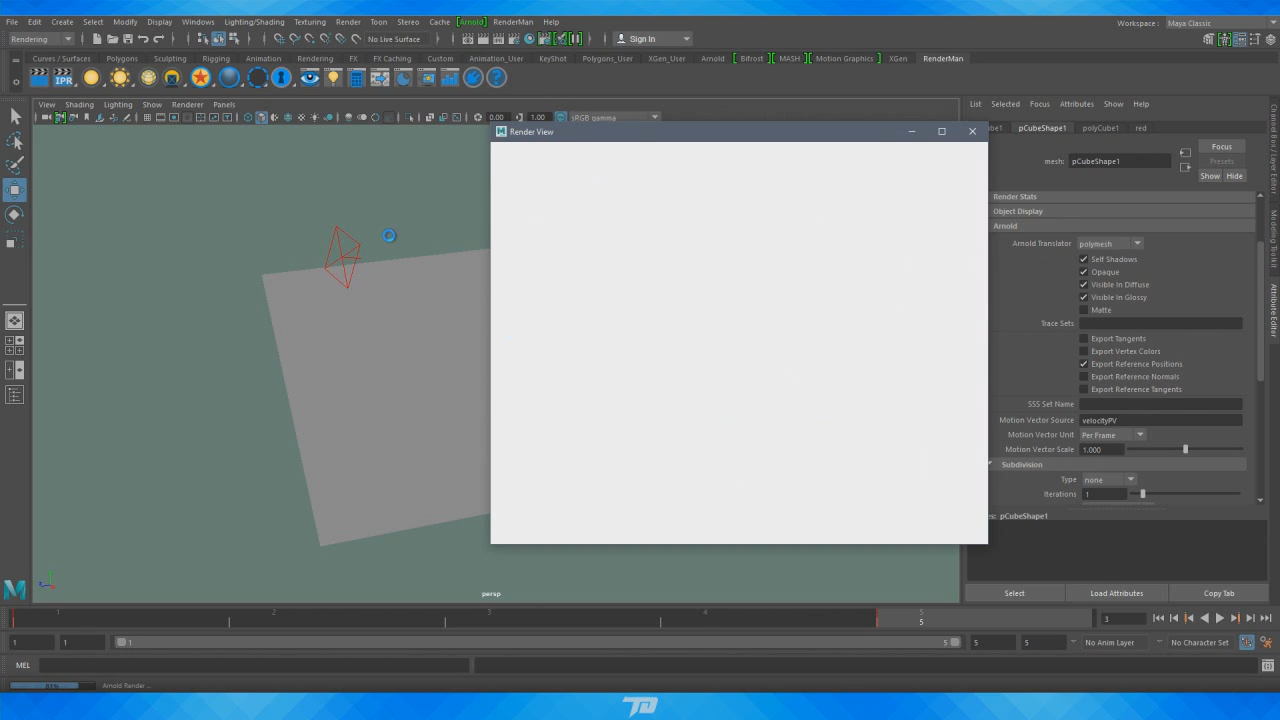 File Edit Create Select Modify Display Windows Lighting/Shading Texturing Render Toon Stereo Cache [Arnold] RenderMan Help
Workspace : Maya Classic
Rendering
No Live Surface
Sign In
Curves / Surfaces Polygons Sculpting Rigging Animation Rendering FX FX Caching Custom Animation_User KeyShot Polygons_User XGen_User Arnold Bifrost MASH Motion Graphics XGen RenderMan
IPR
View Shading Lighting Show Renderer Panels
0.00 1.00 sRGB gamma
Render View
persp
List Selected Focus Attributes Show Help
be1 pCubeShape1 polyCube1 red
Focus
mesh: pCubeShape1
Presets
Show Hide
Render Stats
Object Display
Arnold
Arnold Translator polymesh
Self Shadows
Opaque
Visible In Diffuse
Visible In Glossy
Matte
Trace Sets
Export Tangents
Export Vertex Colors
Export Reference Positions
Export Reference Normals
Export Reference Tangents
SSS Set Name
Motion Vector Source velocityPV
Motion Vector Unit Per Frame
Motion Vector Scale 1.000
Subdivision
Type none
Iterations 1
es: pCubeShape1
Select Load Attributes Copy Tab
Channel Box / Layer Editor
Modeling Toolkit
Attribute Editor
1 2 3 4 5
5
3
1 1 1 5 5 5 No Anim Layer No Character Set
MEL
81% Arnold Render ...